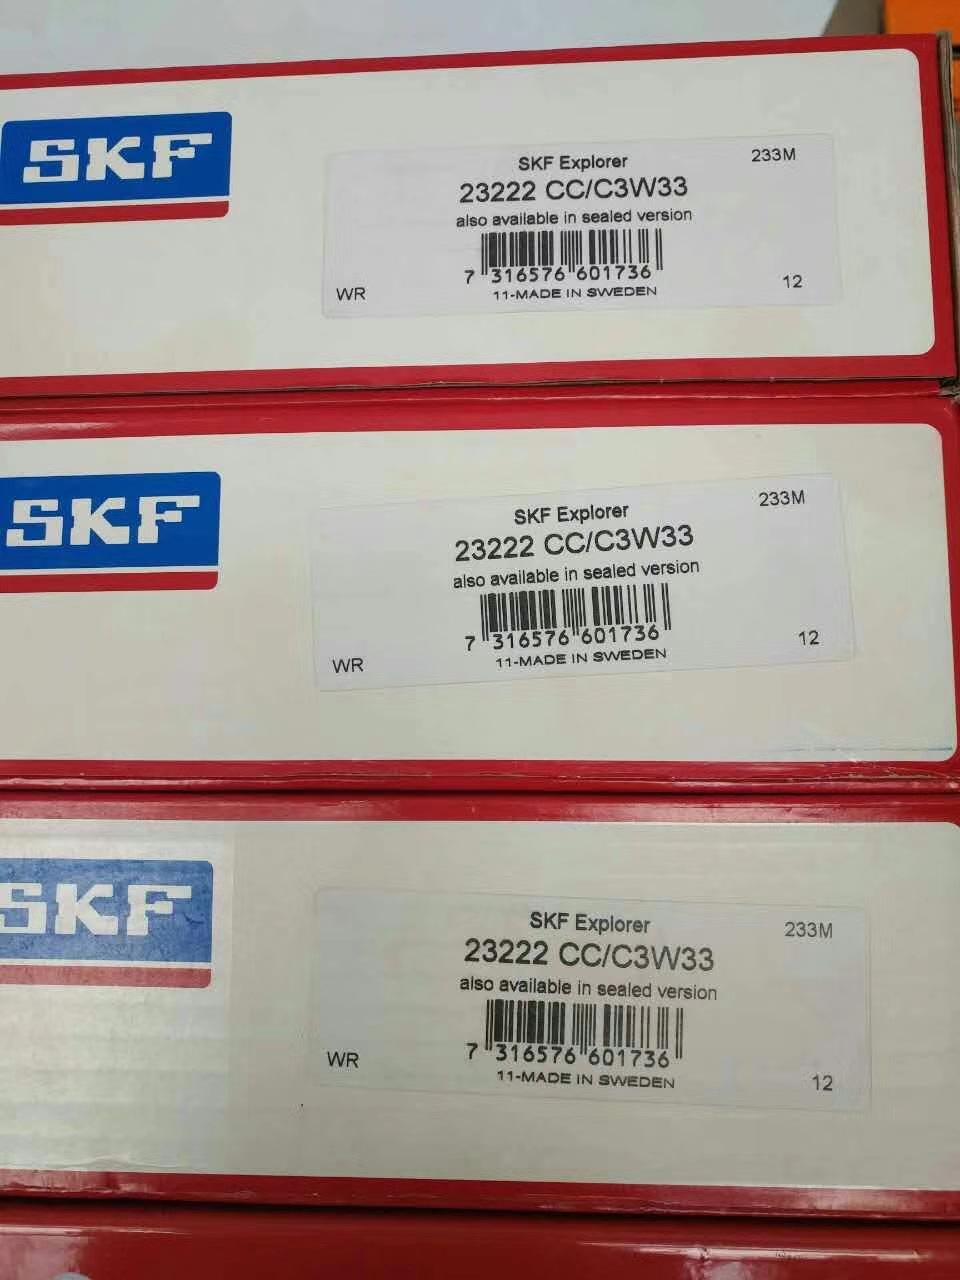 SKF
SKF Explorer
233M
23222 CC/C3W33
also available in sealed version
7 316576 601736
WR
11-MADE IN SWEDEN
12
SKF
SKF Explorer
233M
23222 CC/C3W33
also available in sealed version
7 316576 601736
WR
11-MADE IN SWEDEN
12
SKF
SKF Explorer
233M
23222 CC/C3W33
also available in sealed version
7 316576 601736
WR
11-MADE IN SWEDEN
12